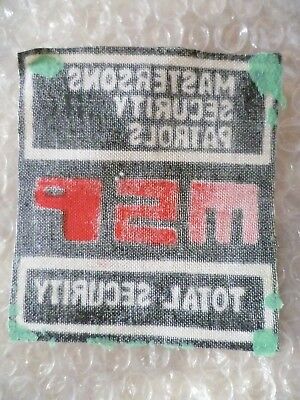 MASTERSONS
SECURITY
PATROLS
MSP
TOTAL SECURITY